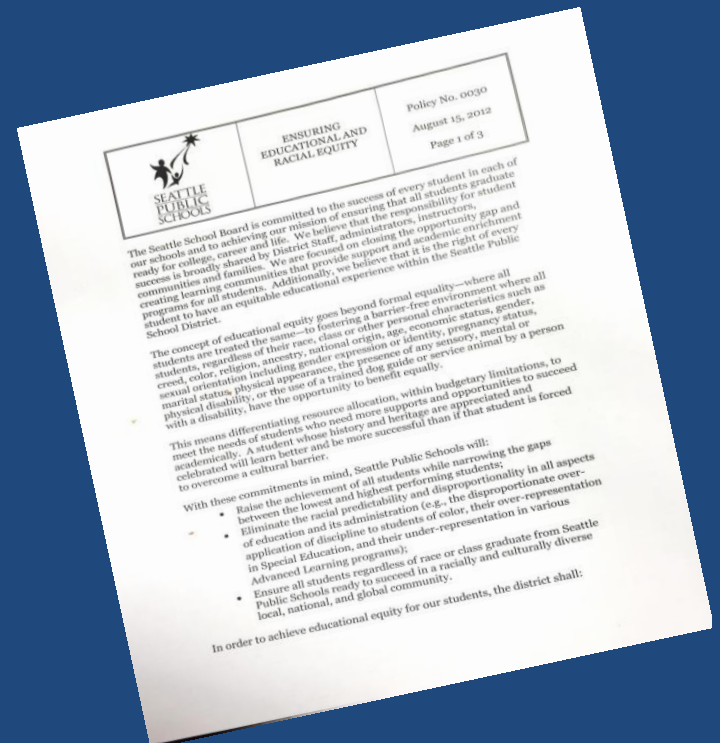 SEATTLE
PUBLIC
SCHOOLS
ENSURING
EDUCATIONAL AND
RACIAL EQUITY
Policy No. 0030
August 15, 2012
Page 1 of 3
The Seattle School Board is committed to the success of every student in each of
our schools and to achieving our mission of ensuring that all students graduate
ready for college, career and life. We believe that the responsibility for student
success is broadly shared by District Staff, administrators, instructors,
communities and families. We are focused on closing the opportunity gap and
creating learning communities that provide support and academic enrichment
programs for all students. Additionally, we believe that it is the right of every
student to have an equitable educational experience within the Seattle Public
School District.
The concept of educational equity goes beyond formal equality—where all
students are treated the same—to fostering a barrier-free environment where all
students, regardless of their race, class or other personal characteristics such as
creed, color, religion, ancestry, national origin, age, economic status, gender,
sexual orientation including gender expression or identity, pregnancy status,
marital status, physical appearance, the presence of any sensory, mental or
physical disability, or the use of a trained dog guide or service animal by a person
with a disability, have the opportunity to benefit equally.
This means differentiating resource allocation, within budgetary limitations, to
meet the needs of students who need more supports and opportunities to succeed
academically. A student whose history and heritage are appreciated and
celebrated will learn better and be more successful than if that student is forced
to overcome a cultural barrier.
With these commitments in mind, Seattle Public Schools will:
• Raise the achievement of all students while narrowing the gaps
between the lowest and highest performing students;
• Eliminate the racial predictability and disproportionality in all aspects
of education and its administration (e.g., the disproportionate over-
application of discipline to students of color, their over-representation
in Special Education, and their under-representation in various
Advanced Learning programs);
• Ensure all students regardless of race or class graduate from Seattle
Public Schools ready to succeed in a racially and culturally diverse
local, national, and global community.
In order to achieve educational equity for our students, the district shall: